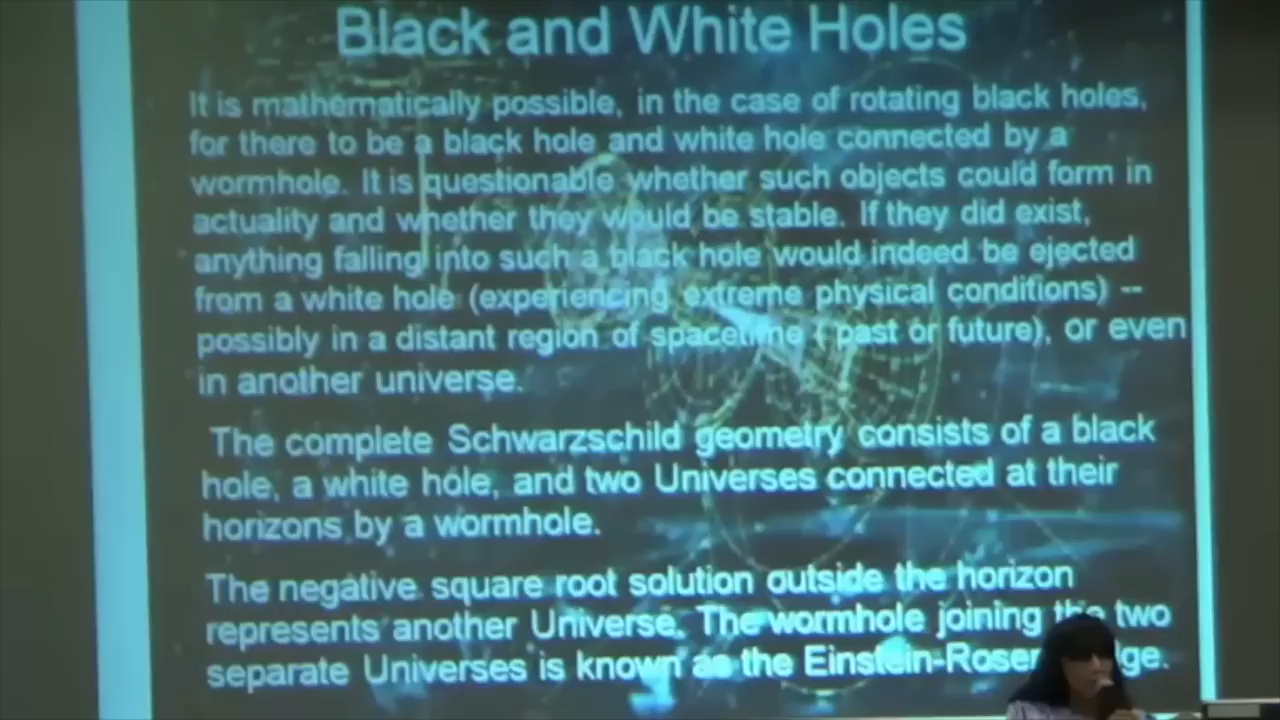 Black and White Holes
It is mathematically possible, in the case of rotating black holes,
for there to be a black hole and white hole connected by a
wormhole. It is questionable whether such objects could form in
actuality and whether they would be stable. If they did exist,
anything falling into such a black hole would indeed be ejected
from a white hole (experiencing extreme physical conditions) --
possibly in a distant region of spacetime ( past or future), or even
in another universe.
The complete Schwarzschild geometry consists of a black
hole, a white hole, and two Universes connected at their
horizons by a wormhole.
The negative square root solution outside the horizon
represents another Universe. The wormhole joining the two
separate Universes is known as the